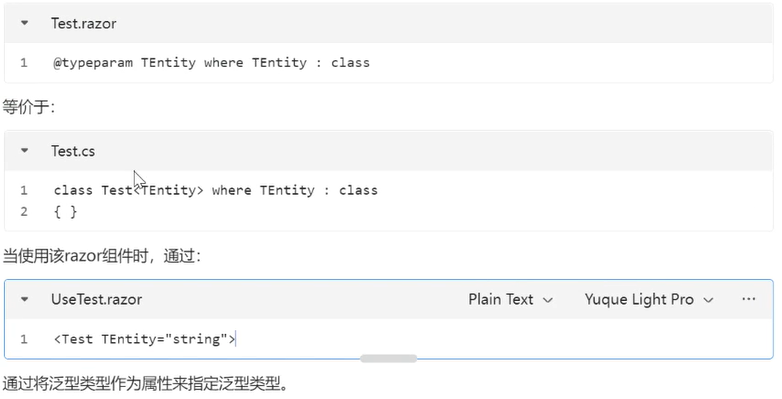 Test.razor
1 @typeparam TEntity where TEntity : class
等价于：
Test.cs
1 class Test<TEntity> where TEntity : class
2 { }
当使用该razor组件时，通过：
UseTest.razor Plain Text Yuque Light Pro ···
1 <Test TEntity="string">
通过将泛型类型作为属性来指定泛型类型。